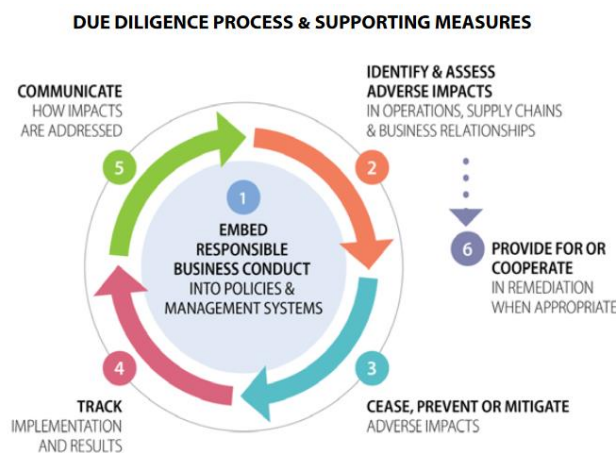 DUE DILIGENCE PROCESS & SUPPORTING MEASURES
1
EMBED
RESPONSIBLE
BUSINESS CONDUCT
INTO POLICIES &
MANAGEMENT SYSTEMS
2
IDENTIFY & ASSESS
ADVERSE IMPACTS
IN OPERATIONS, SUPPLY CHAINS
& BUSINESS RELATIONSHIPS
3
CEASE, PREVENT OR MITIGATE
ADVERSE IMPACTS
4
TRACK
IMPLEMENTATION
AND RESULTS
5
COMMUNICATE
HOW IMPACTS
ARE ADDRESSED
6
PROVIDE FOR OR
COOPERATE
IN REMEDIATION
WHEN APPROPRIATE